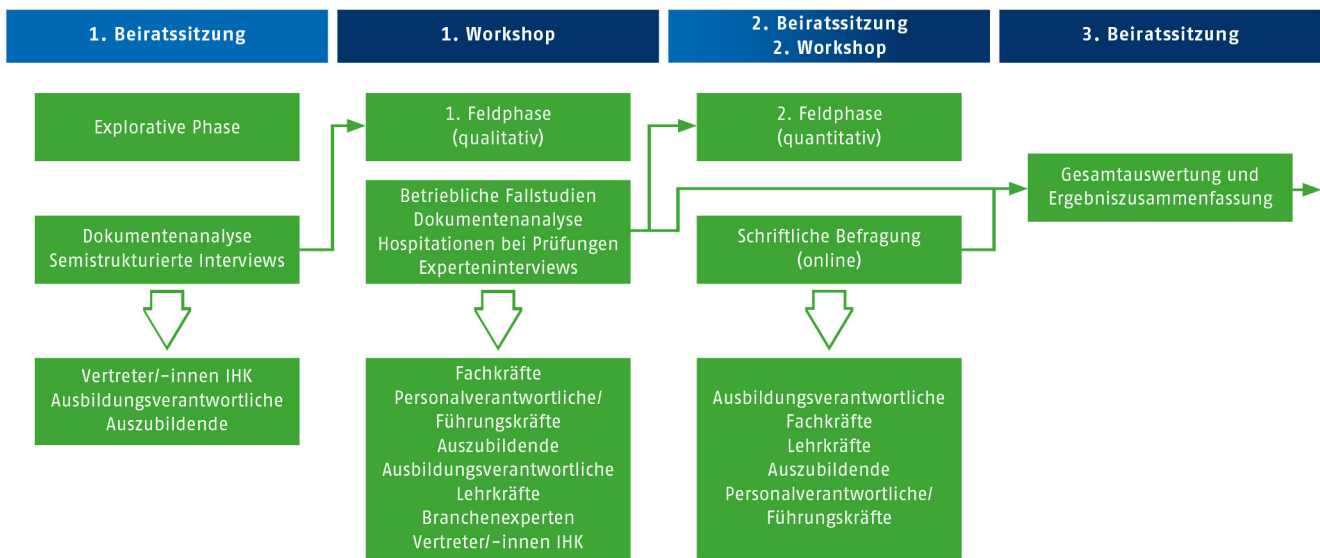 1. Beiratssitzung
1. Workshop
2. Beiratssitzung
2. Workshop
3. Beiratssitzung
Explorative Phase
1. Feldphase
(qualitativ)
2. Feldphase
(quantitativ)
Gesamtauswertung und
Ergebniszusammenfassung
Dokumentenanalyse
Semistrukturierte Interviews
Betriebliche Fallstudien
Dokumentenanalyse
Hospitationen bei Prüfungen
Experteninterviews
Schriftliche Befragung
(online)
Vertreter/-innen IHK
Ausbildungsverantwortliche
Auszubildende
Fachkräfte
Personalverantwortliche/
Führungskräfte
Auszubildende
Ausbildungsverantwortliche
Lehrkräfte
Branchenexperten
Vertreter/-innen IHK
Ausbildungsverantwortliche
Fachkräfte
Lehrkräfte
Auszubildende
Personalverantwortliche/
Führungskräfte